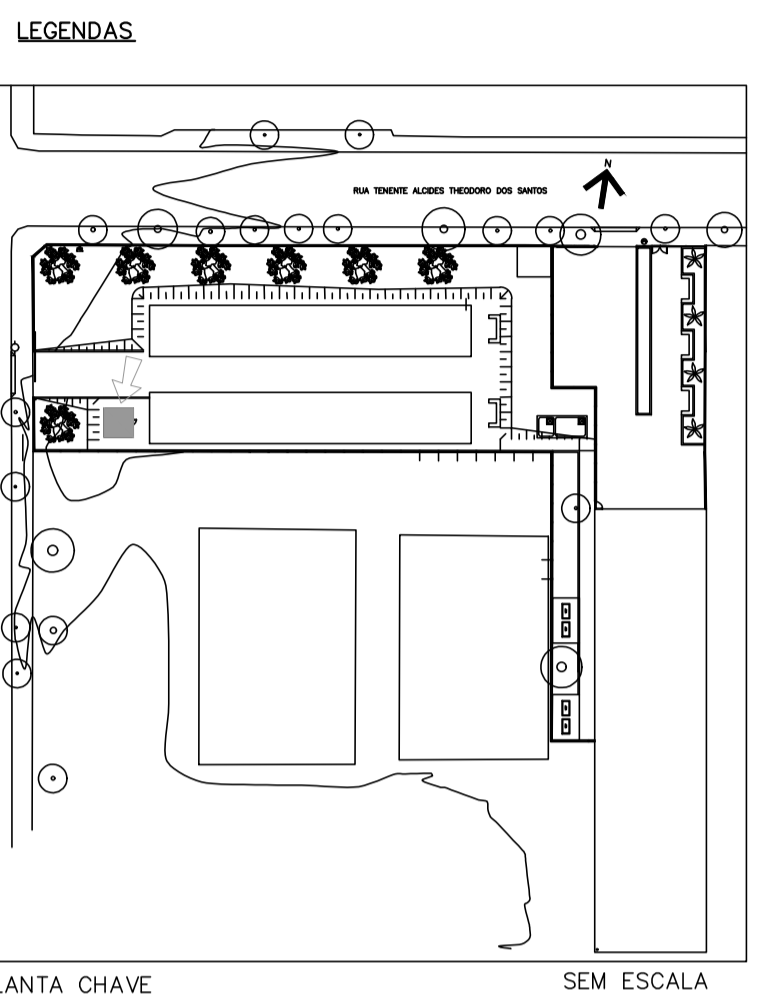 LEGENDAS
N
RUA TENENTE ALCIDES THEODORO DOS SANTOS
LANTA CHAVE
SEM ESCALA